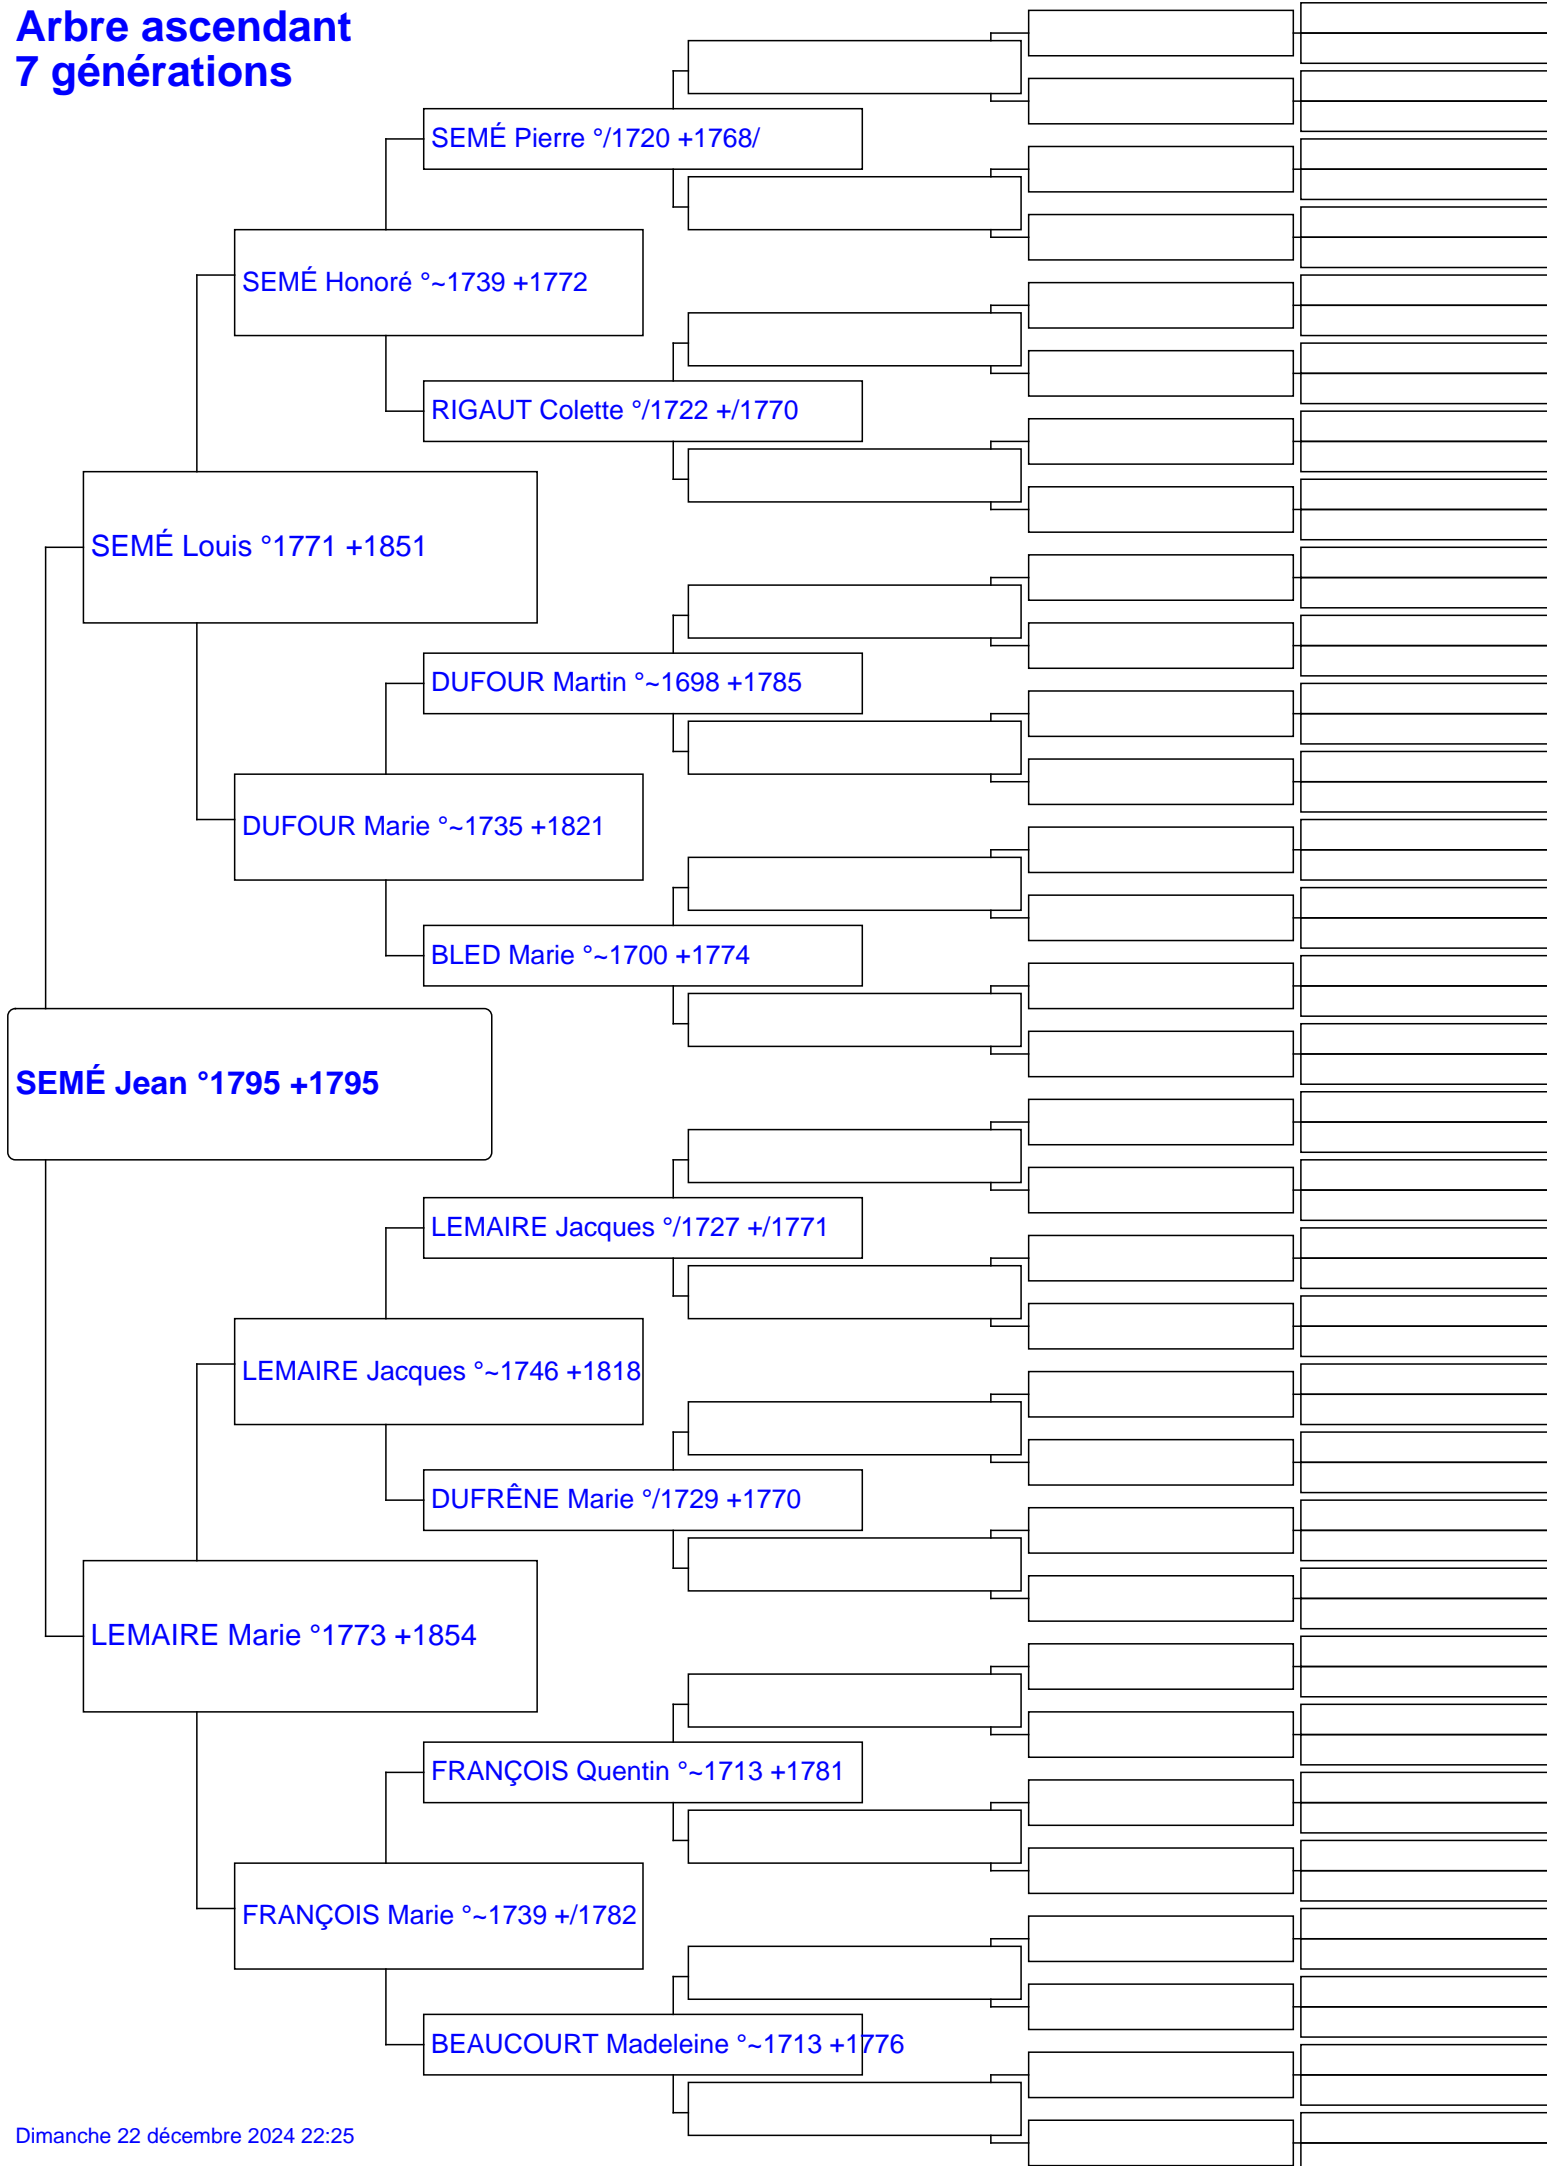 Arbre ascendant
7 générations
SEMÉ Pierre °/1720 +1768/
SEMÉ Honoré °~1739 +1772
RIGAUT Colette °/1722 +/1770
SEMÉ Louis °1771 +1851
DUFOUR Martin °~1698 +1785
DUFOUR Marie °~1735 +1821
BLED Marie °~1700 +1774
SEMÉ Jean °1795 +1795
LEMAIRE Jacques °/1727 +/1771
LEMAIRE Jacques °~1746 +1818
DUFRÊNE Marie °/1729 +1770
LEMAIRE Marie °1773 +1854
FRANÇOIS Quentin °~1713 +1781
FRANÇOIS Marie °~1739 +/1782
BEAUCOURT Madeleine °~1713 +1776
Dimanche 22 décembre 2024 22:25